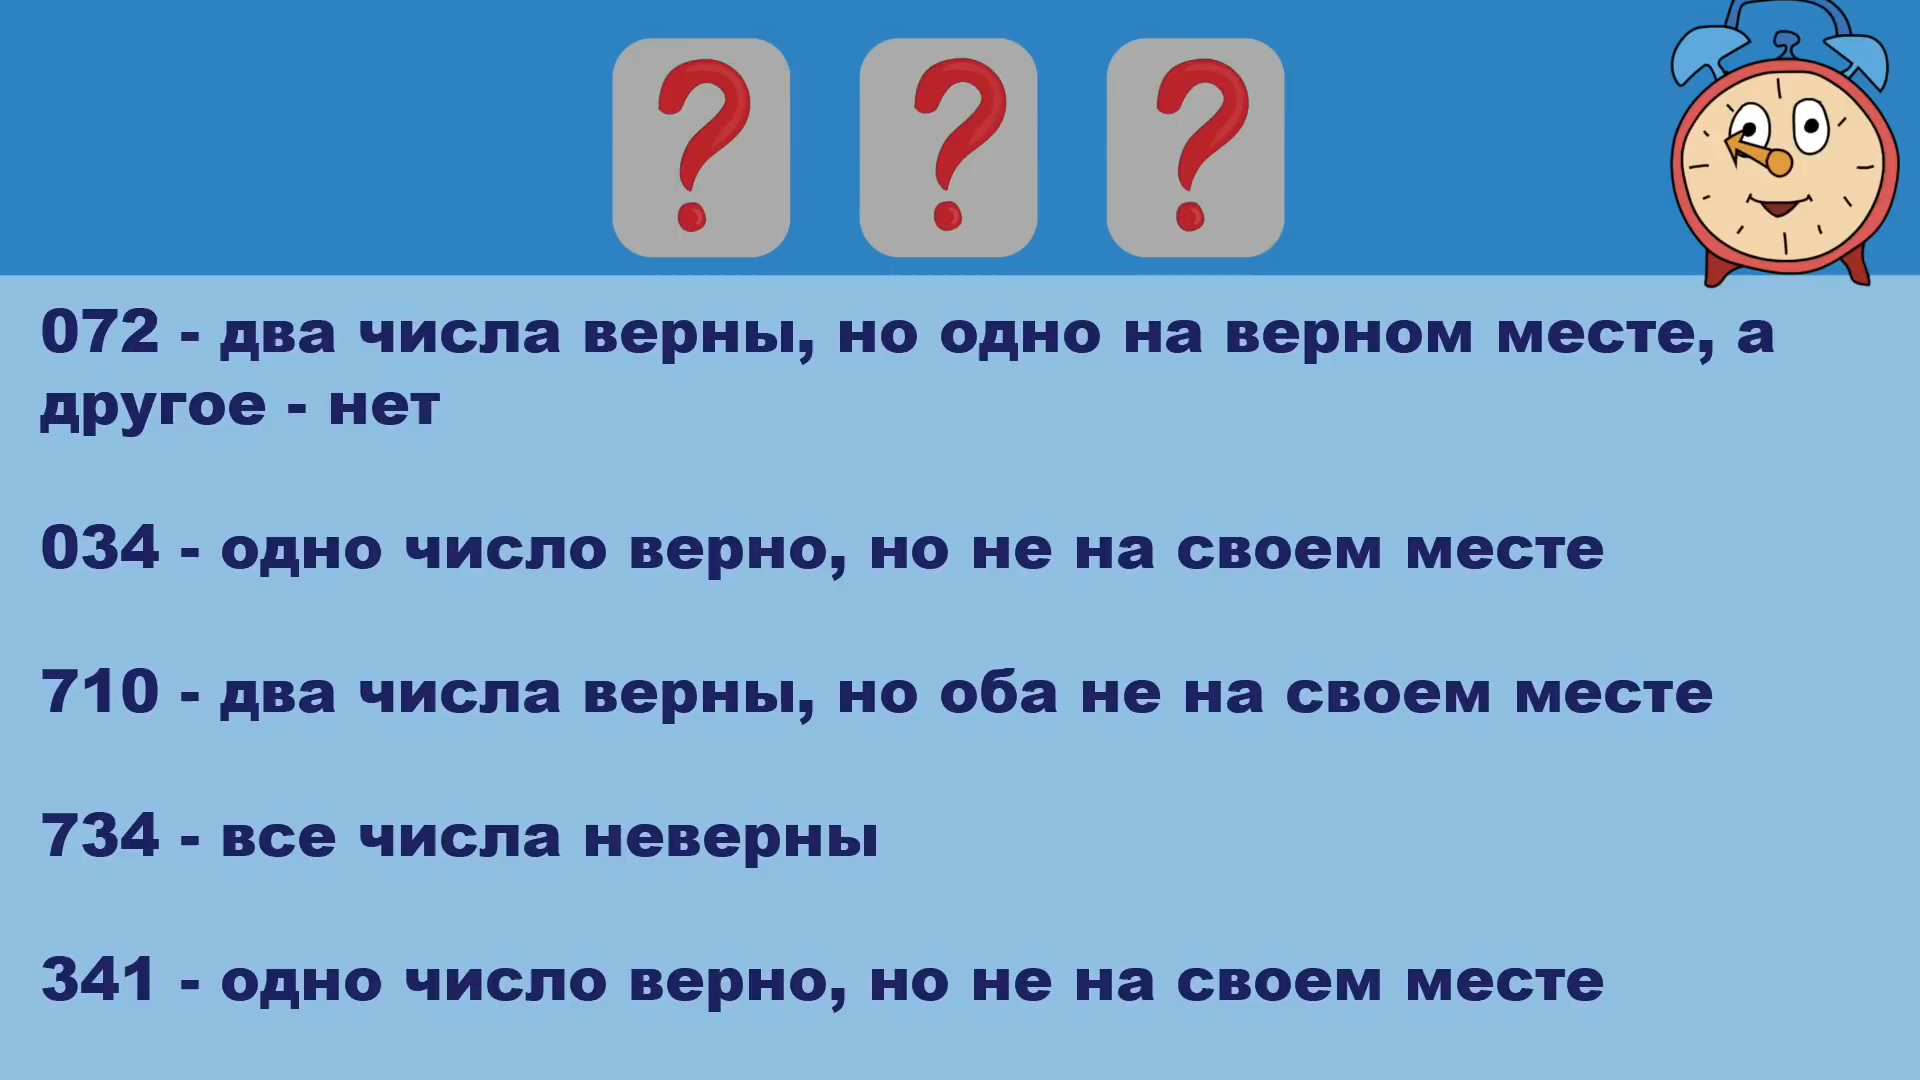 072 - два числа верны, но одно на верном месте, а
другое - нет
034 - одно число верно, но не на своем месте
710 - два числа верны, но оба не на своем месте
734 - все числа неверны
341 - одно число верно, но не на своем месте